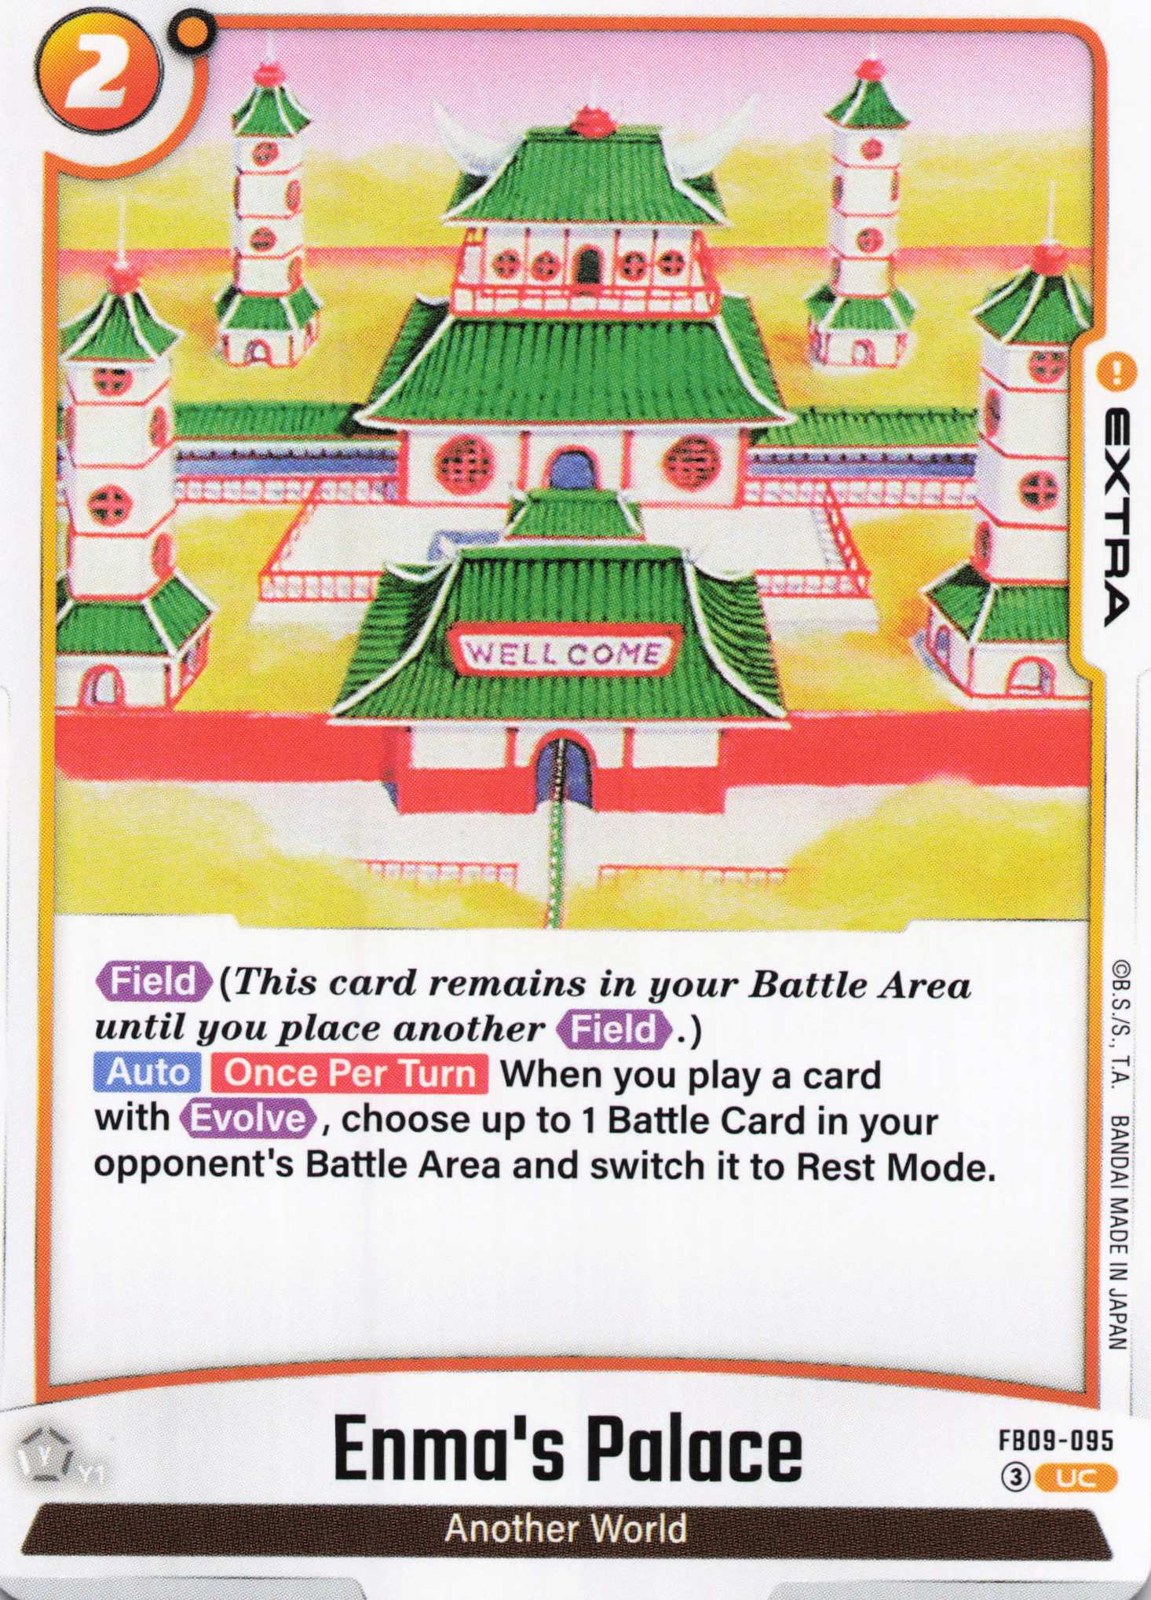 2
! EXTRA
WELLCOME
Field (This card remains in your Battle Area
until you place another Field.)
Auto Once Per Turn When you play a card
with Evolve, choose up to 1 Battle Card in your
opponent's Battle Area and switch it to Rest Mode.
©B.S./S., T.A. BANDAI MADE IN JAPAN
Enma's Palace
FB09-095
Y Y1
③ UC
Another World